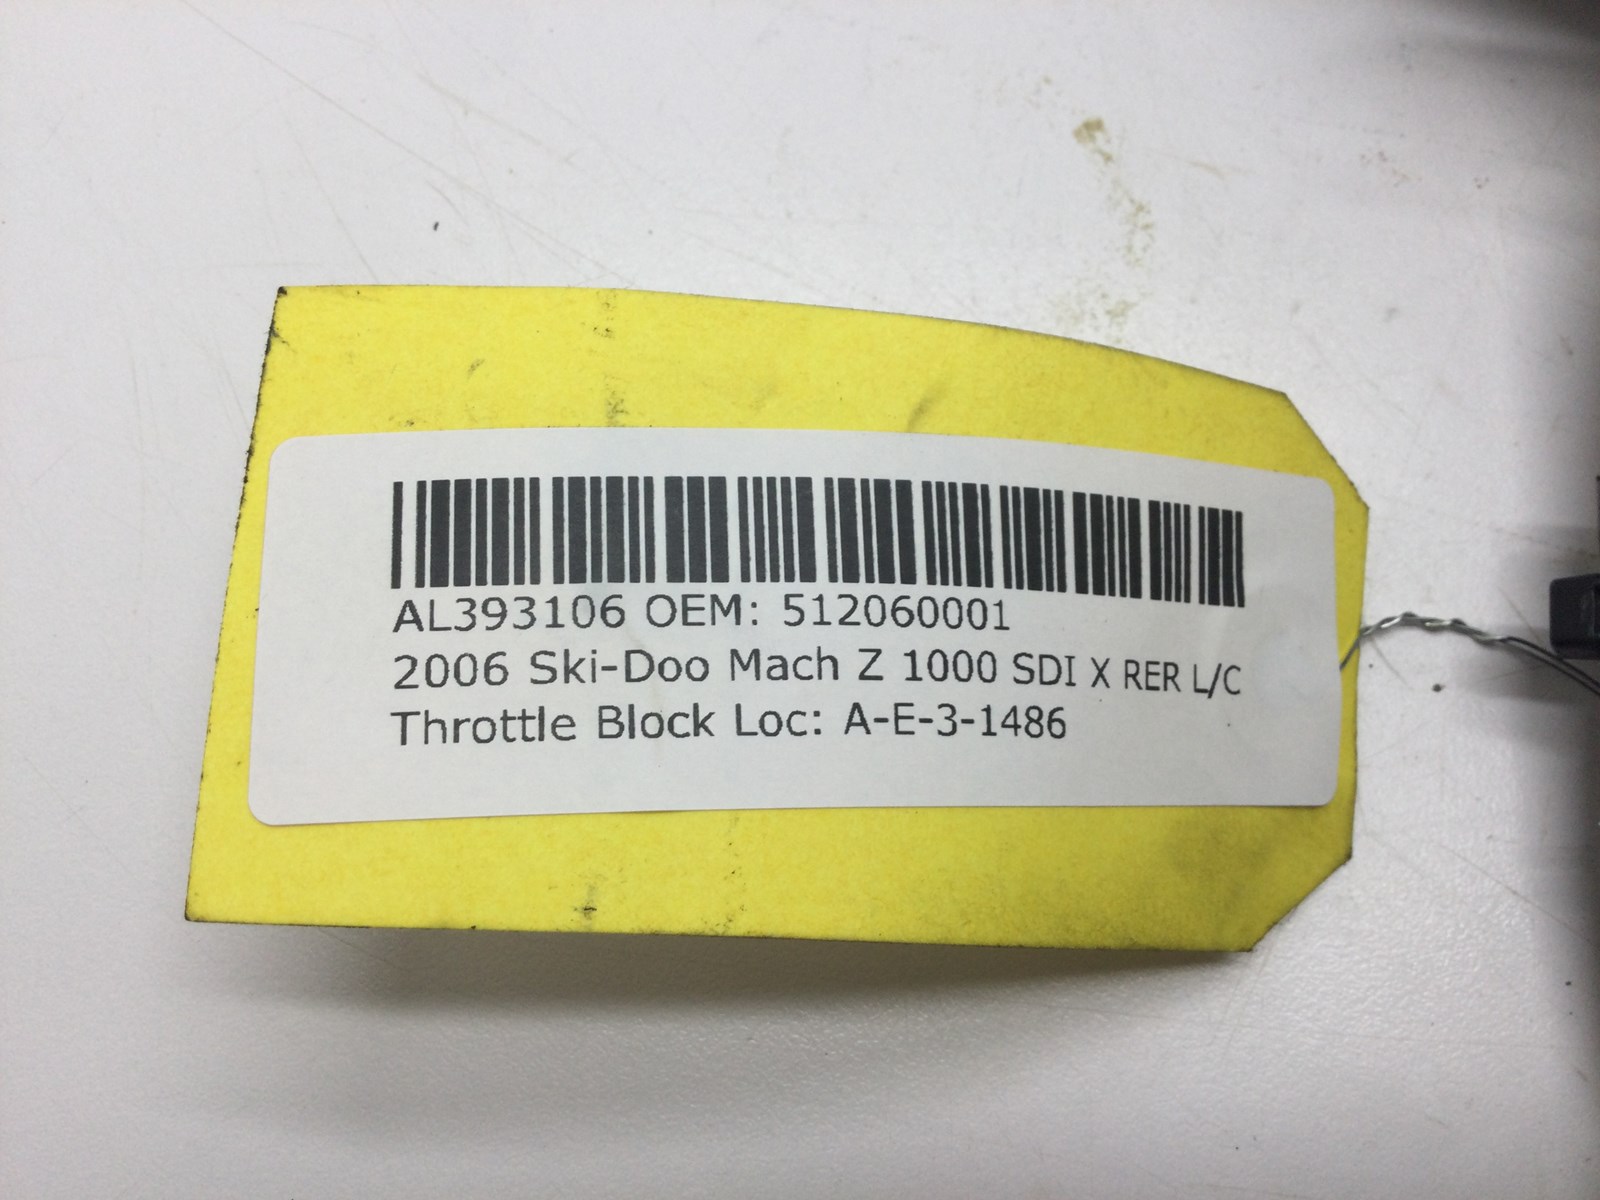 AL393106 OEM: 512060001
2006 Ski-Doo Mach Z 1000 SDI X RER L/C
Throttle Block Loc: A-E-3-1486